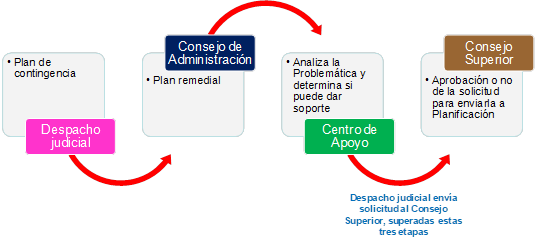 • Plan de
contingencia
Despacho
judicial
Consejo de
Administración
• Plan remedial
• Analiza la
Problemática y
determina si
puede dar
soporte
Centro de
Apoyo
Consejo
Superior
• Aprobación o no
de la solicitud
para enviarla a
Planificación
Despacho judicial envía
solicitud al Consejo
Superior, superadas estas
tres etapas